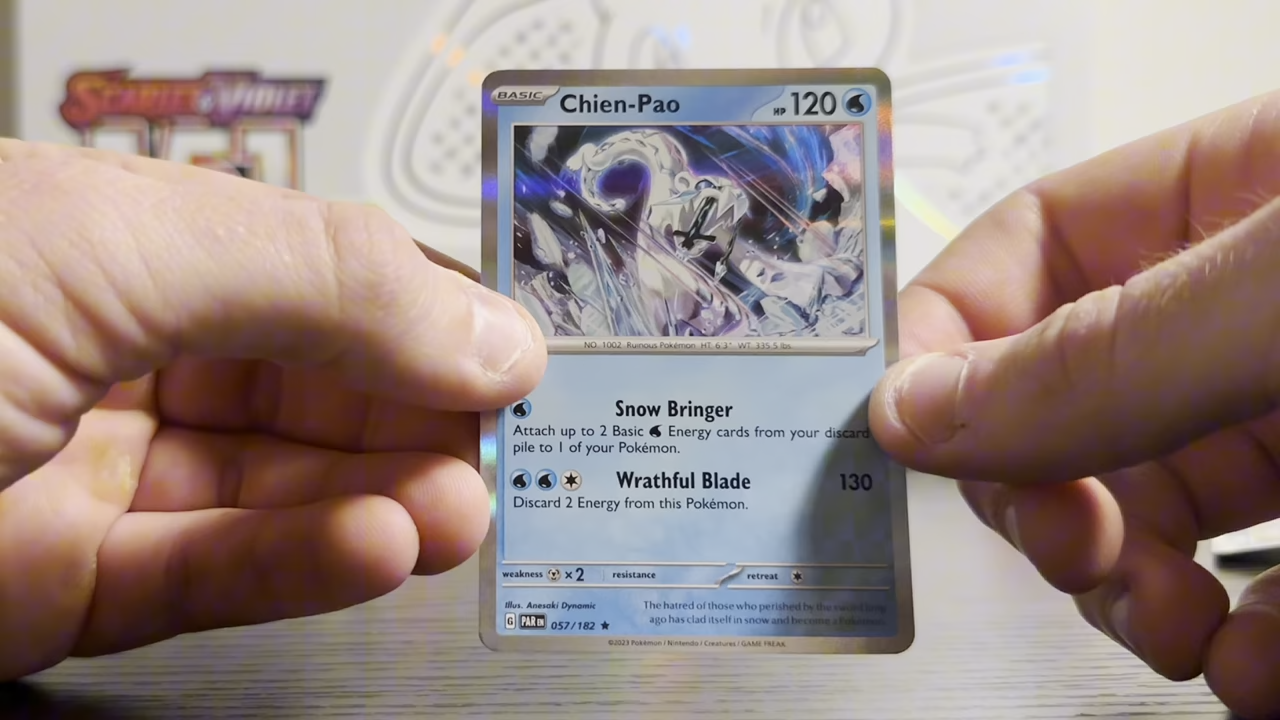 SCARLET & VIOLET
BASIC Chien-Pao HP 120
NO. 1002 Ruinous Pokémon HT: 6'3" WT: 335.5 lbs
Snow Bringer
Attach up to 2 Basic Energy cards from your discard
pile to 1 of your Pokémon.
Wrathful Blade 130
Discard 2 Energy from this Pokémon.
weakness ×2 resistance retreat
Illus. Anesaki Dynamic
The hatred of those who perished by the sword long
ago has clad itself in snow and become a Pokémon.
G PAR EN 057/182 ★
©2023 Pokémon / Nintendo / Creatures / GAME FREAK